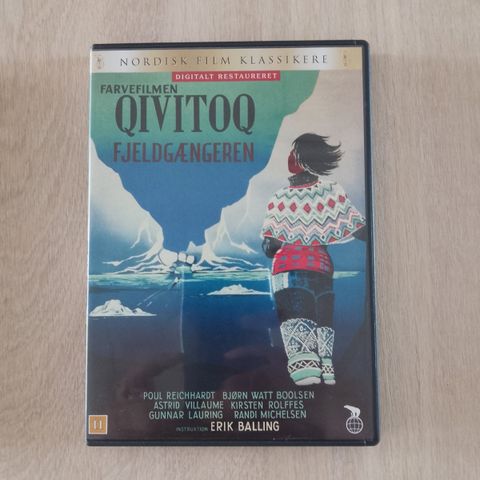 NORDISK FILM KLASSIKERE
DIGITALT RESTAURERET
FARVEFILMEN
QIVITOQ
FJELDGÆNGEREN
POUL REICHHARDT BJØRN WATT BOOLSEN
ASTRID VILLAUME KIRSTEN ROLFFES
GUNNAR LAURING RANDI MICHELSEN
INSTRUKTION ERIK BALLING
11